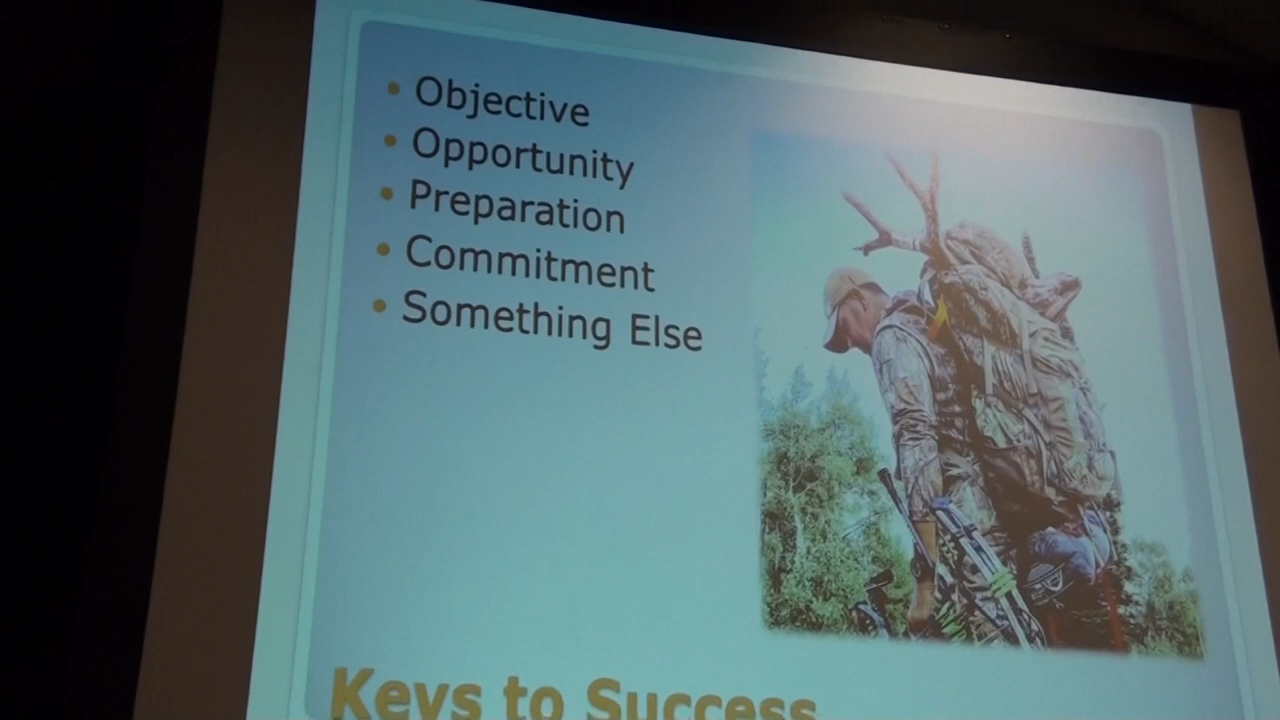 Objective
Opportunity
Preparation
Commitment
Something Else
Keys to Success